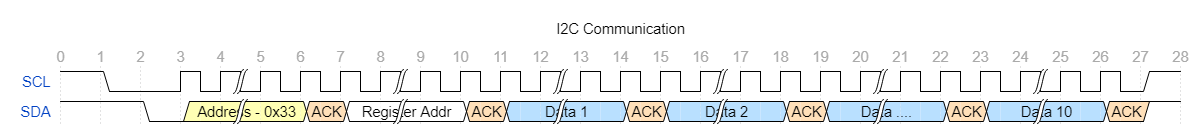 I2C Communication
0 1 2 3 4 5 6 7 8 9 10 11 12 13 14 15 16 17 18 19 20 21 22 23 24 25 26 27 28
SCL
SDA Address - 0x33 ACK Register Addr ACK Data 1 ACK Data 2 ACK Data .... ACK Data 10 ACK